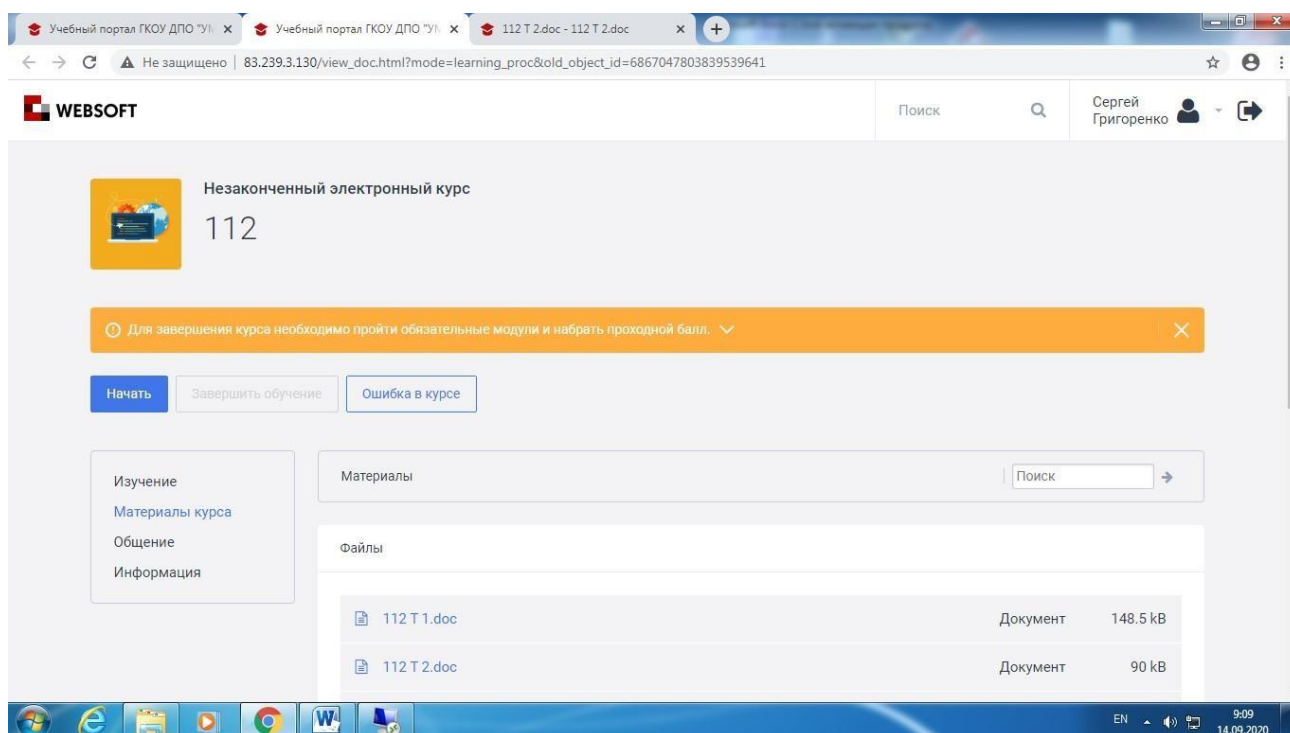 Учебный портал ГКОУ ДПО "УМ
Учебный портал ГКОУ ДПО "УМ
112 Т 2.doc - 112 Т 2.doc
Не защищено | 83.239.3.130/view_doc.html?mode=learning_proc&old_object_id=6867047803839539641
WEBSOFT
Поиск
Сергей
Григоренко
Незаконченный электронный курс
112
Для завершения курса необходимо пройти обязательные модули и набрать проходной балл.
Начать
Завершить обучение
Ошибка в курсе
Изучение
Материалы курса
Общение
Информация
Материалы
Поиск
Файлы
112 Т 1.doc Документ 148.5 kB
112 Т 2.doc Документ 90 kB
EN
9:09
14.09.2020